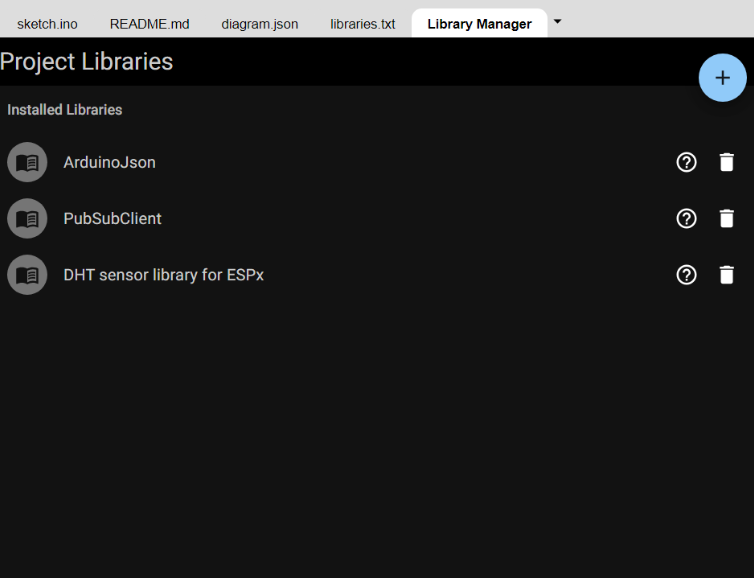 sketch.ino README.md diagram.json libraries.txt Library Manager
Project Libraries
Installed Libraries
ArduinoJson
PubSubClient
DHT sensor library for ESPx